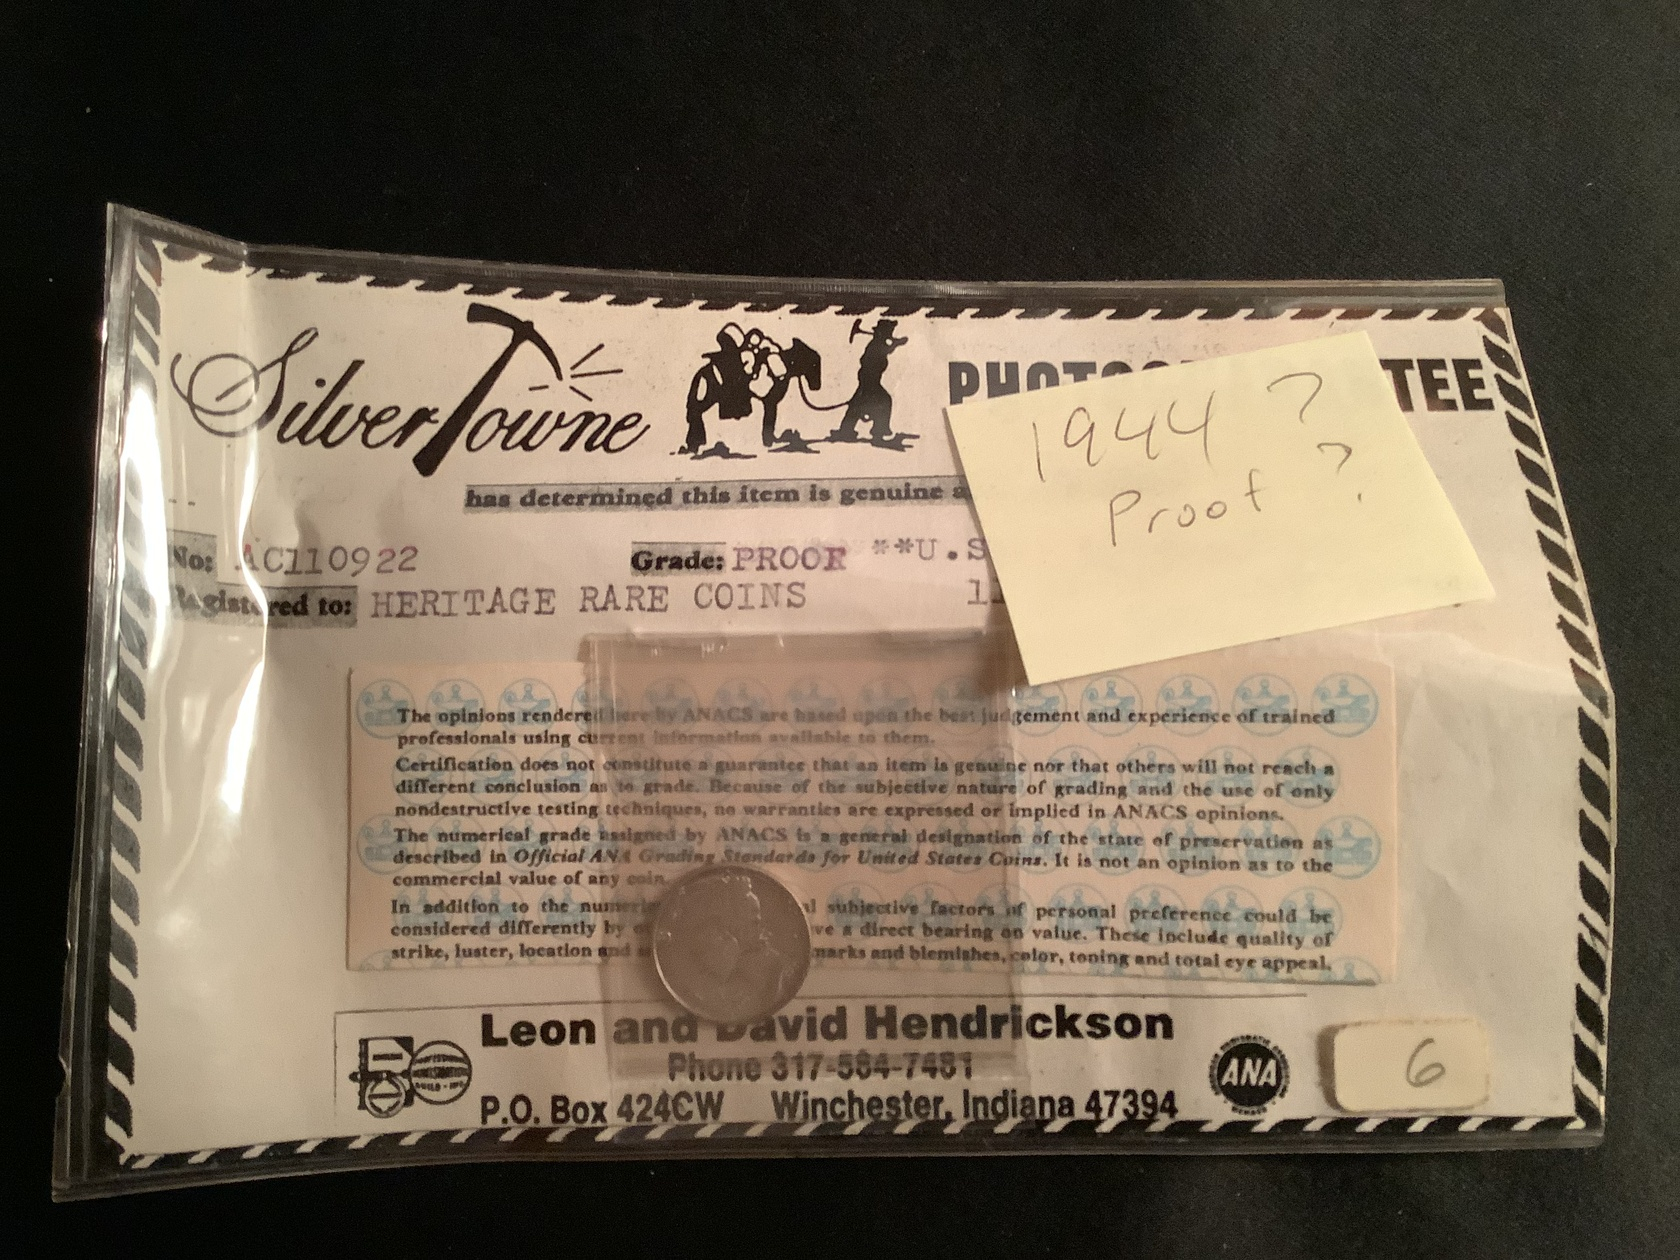 SilverTowne
PHOTO TEE
1944 ?
Proof ?
has determined this item is genuine a
No: AC110922 Grade: PROOF **U.S
Registered to: HERITAGE RARE COINS 11
The opinions rendered here by ANACS are based upon the best judgement and experience of trained
professionals using current information available to them.
Certification does not constitute a guarantee that an item is genuine nor that others will not reach a
different conclusion as to grade. Because of the subjective nature of grading and the use of only
nondestructive testing techniques, no warranties are expressed or implied in ANACS opinions.
The numerical grade assigned by ANACS is a general designation of the state of preservation as
described in Official ANA Grading Standards for United States Coins. It is not an opinion as to the
commercial value of any coin.
In addition to the numeric al subjective factors of personal preference could be
considered differently by ve a direct bearing on value. These include quality of
strike, luster, location and marks and blemishes, color, toning and total eye appeal.
Leon and David Hendrickson
Phone 317-584-7481
P.O. Box 424CW Winchester, Indiana 47394
ANA
6